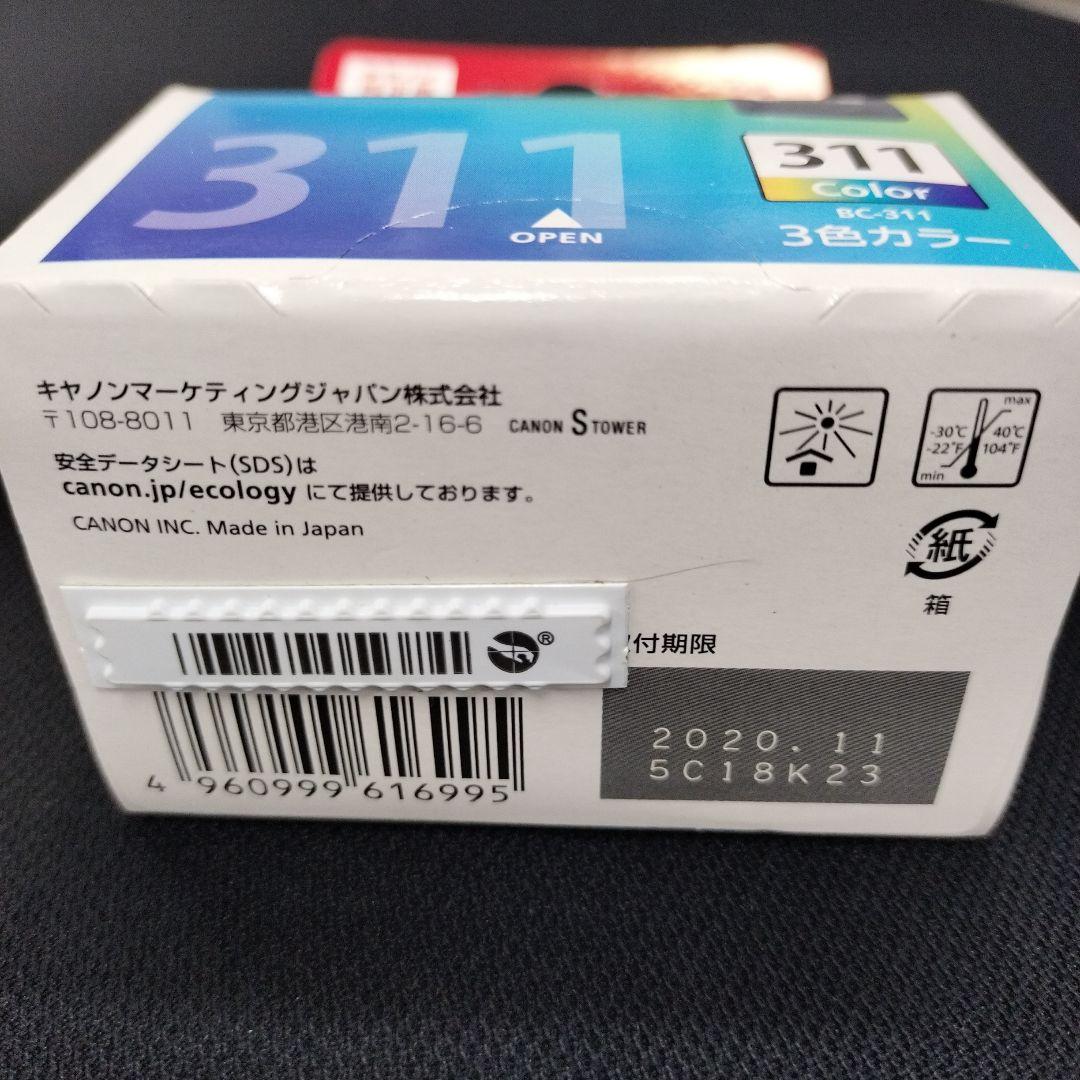 311
311
Color
BC-311
3色カラー
OPEN
キヤノンマーケティングジャパン株式会社
〒108-8011 東京都港区港南2-16-6 CANON S TOWER
安全データシート(SDS)は
canon.jp/ecology にて提供しております。
CANON INC. Made in Japan
max
-30℃ 40℃
-22°F 104°F
min
紙
箱
®
付期限
2020.11
5C18K23
4 960999 616995